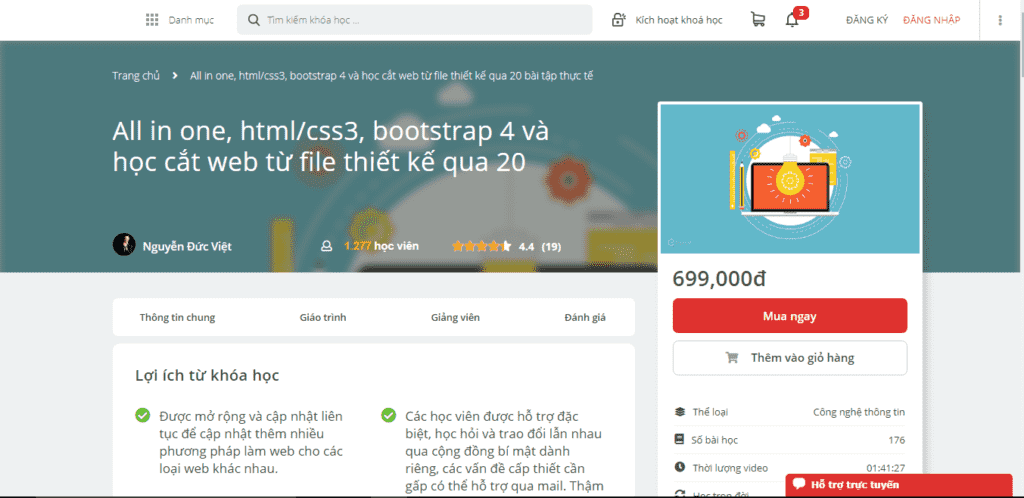 Danh mục
Tìm kiếm khóa học ...
Kích hoạt khoá học
3
ĐĂNG KÝ
ĐĂNG NHẬP
Trang chủ
All in one, html/css3, bootstrap 4 và học cắt web từ file thiết kế qua 20 bài tập thực tế
All in one, html/css3, bootstrap 4 và
học cắt web từ file thiết kế qua 20
Nguyễn Đức Việt
1.277 học viên
4.4 (19)
699,000đ
Mua ngay
Thêm vào giỏ hàng
Thông tin chung
Giáo trình
Giảng viên
Đánh giá
Lợi ích từ khóa học
Được mở rộng và cập nhật liên
tục để cập nhật thêm nhiều
phương pháp làm web cho các
loại web khác nhau.
Các học viên được hỗ trợ đặc
biệt, học hỏi và trao đổi lẫn nhau
qua cộng đồng bí mật dành
riêng, các vấn đề cấp thiết cần
gấp có thể hỗ trợ qua mail. Thậm
Thể loại
Công nghệ thông tin
Số bài học
176
Thời lượng video
01:41:27
Học trọn đời
Hỗ trợ trực tuyến